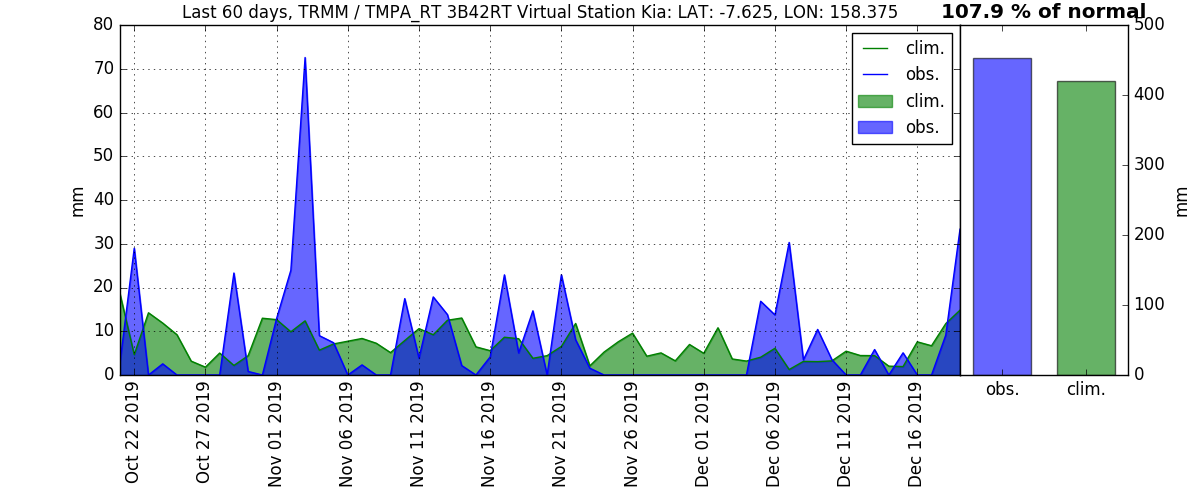 Last 60 days, TRMM / TMPA_RT 3B42RT Virtual Station Kia: LAT: -7.625, LON: 158.375
107.9 % of normal
80
70
60
50
40
30
20
10
0
mm
clim.
obs.
clim.
obs.
Oct 22 2019
Oct 27 2019
Nov 01 2019
Nov 06 2019
Nov 11 2019
Nov 16 2019
Nov 21 2019
Nov 26 2019
Dec 01 2019
Dec 06 2019
Dec 11 2019
Dec 16 2019
500
400
300
200
100
0
mm
obs.
clim.